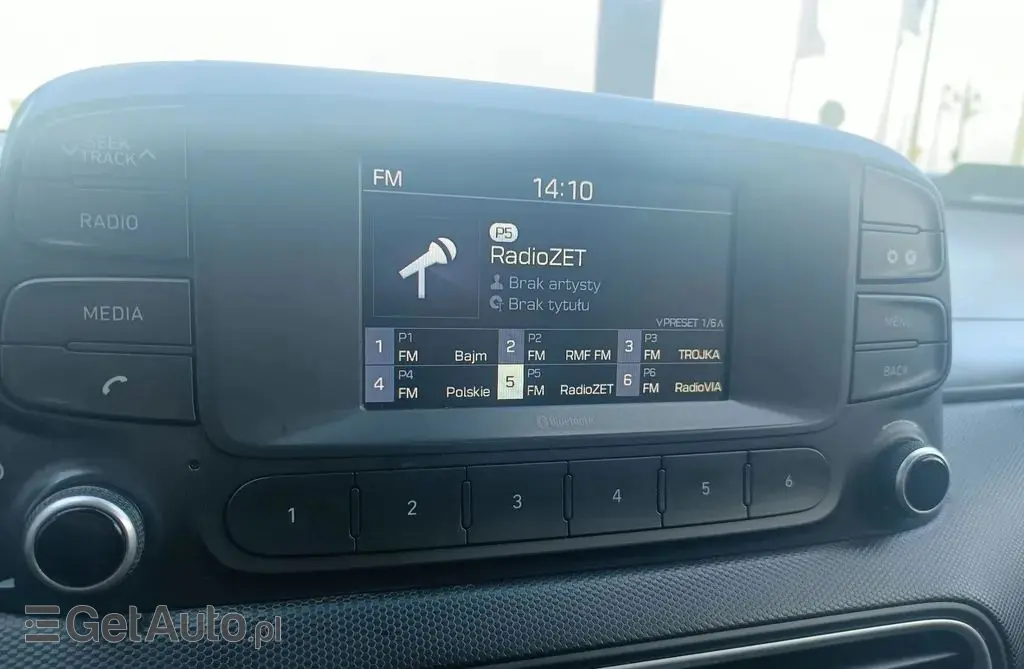 SEEK
TRACK
RADIO
MEDIA
FM 14:10
P5
RadioZET
Brak artysty
Brak tytułu
PRESET 1/6
1 P1 FM Bajm 2 P2 FM RMF FM 3 P3 FM TROJKA
4 P4 FM Polskie 5 P5 FM RadioZET 6 P6 FM RadioVIA
MENU
BACK
Bluetooth
1 2 3 4 5 6
GetAuto.pl